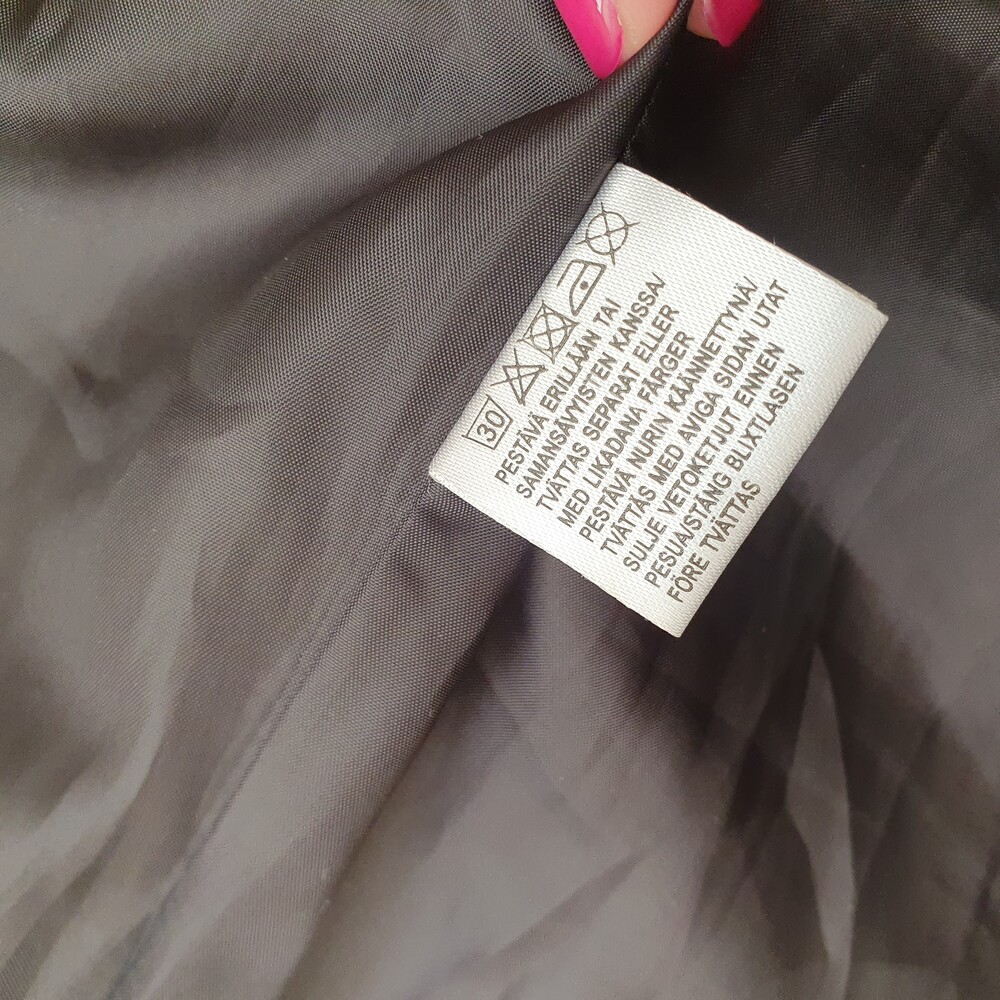 30
PESTÄVÄ ERILLÄÄN TAI
SAMANSÄVYISTEN KANSSA/
TVÄTTAS SEPARAT ELLER
MED LIKADANA FÄRGER
PESTÄVÄ NURIN KÄÄNNETTYNÄ/
TVÄTTAS MED AVIGA SIDAN UTAT
SULJE VETOKETJUT ENNEN
PESUA/STÄNG BLIXTLÅSEN
FÖRE TVÄTTAS